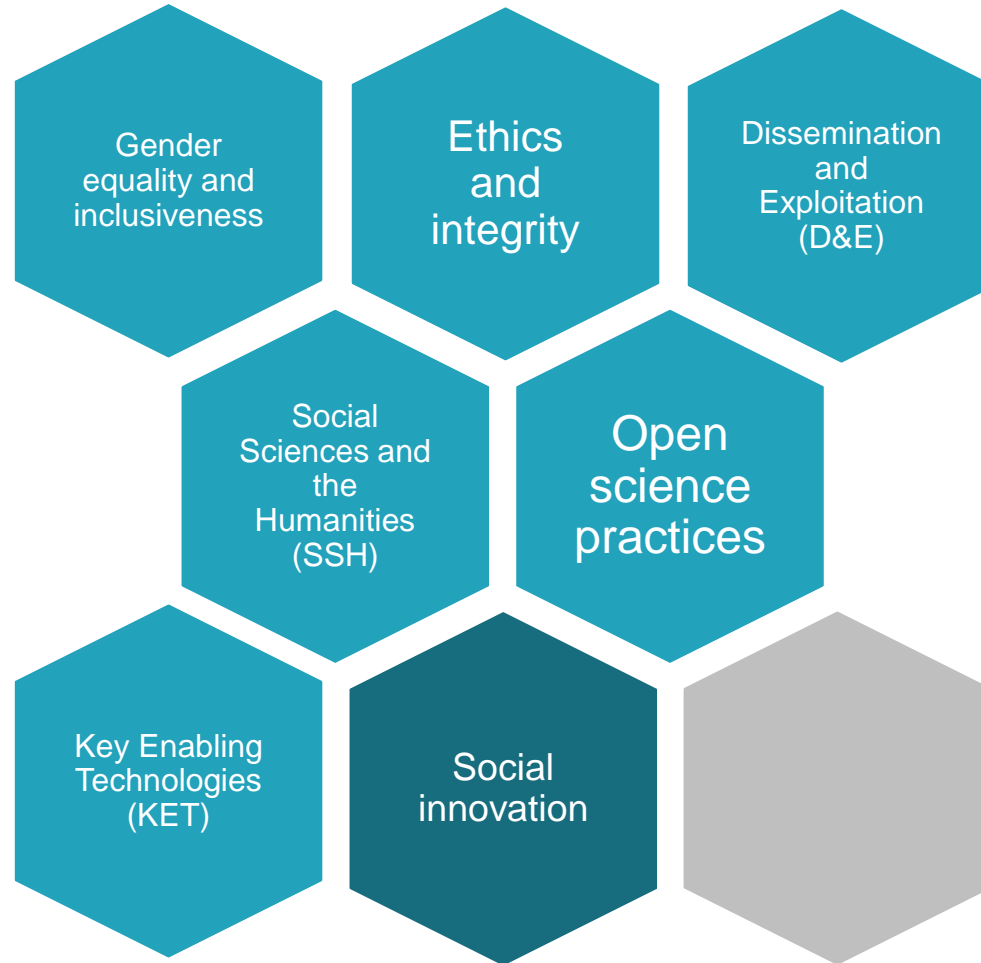 Gender
equality and
inclusiveness
Ethics
and
integrity
Dissemination
and
Exploitation
(D&E)
Social
Sciences and
the
Humanities
(SSH)
Open
science
practices
Key Enabling
Technologies
(KET)
Social
innovation